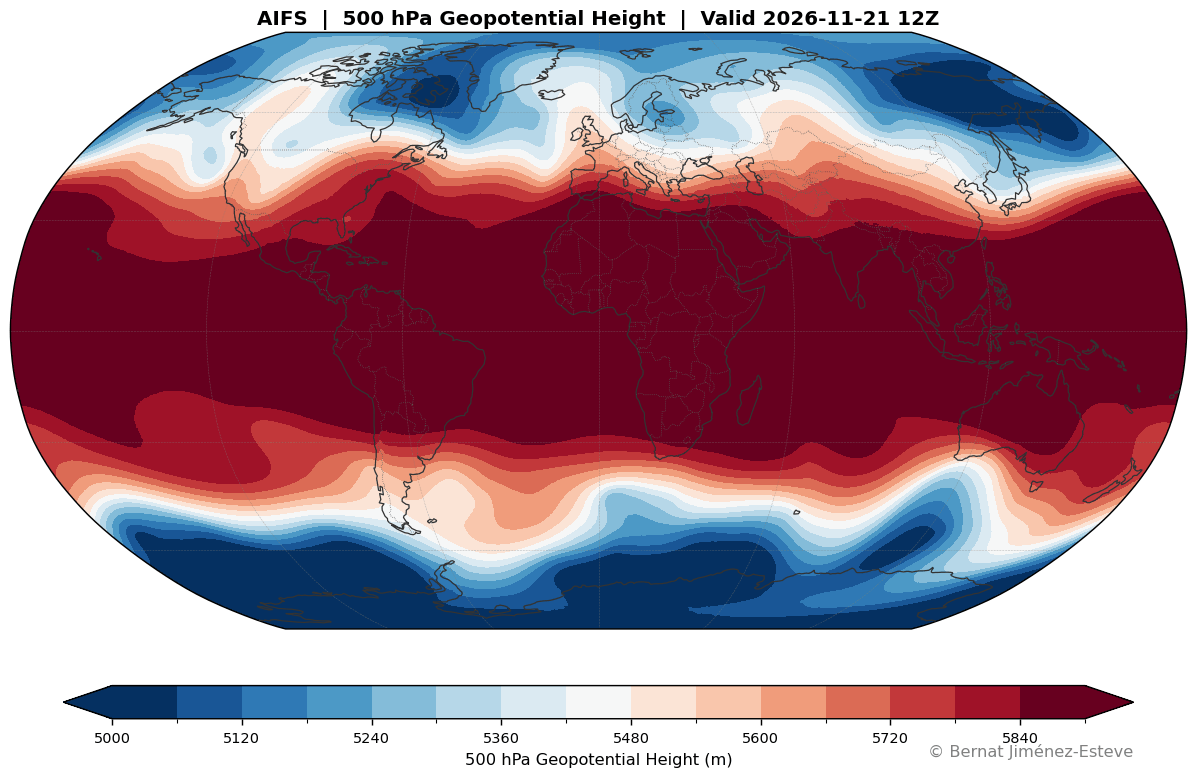 AIFS | 500 hPa Geopotential Height | Valid 2026-11-21 12Z
5000 5120 5240 5360 5480 5600 5720 5840
500 hPa Geopotential Height (m)
© Bernat Jiménez-Esteve